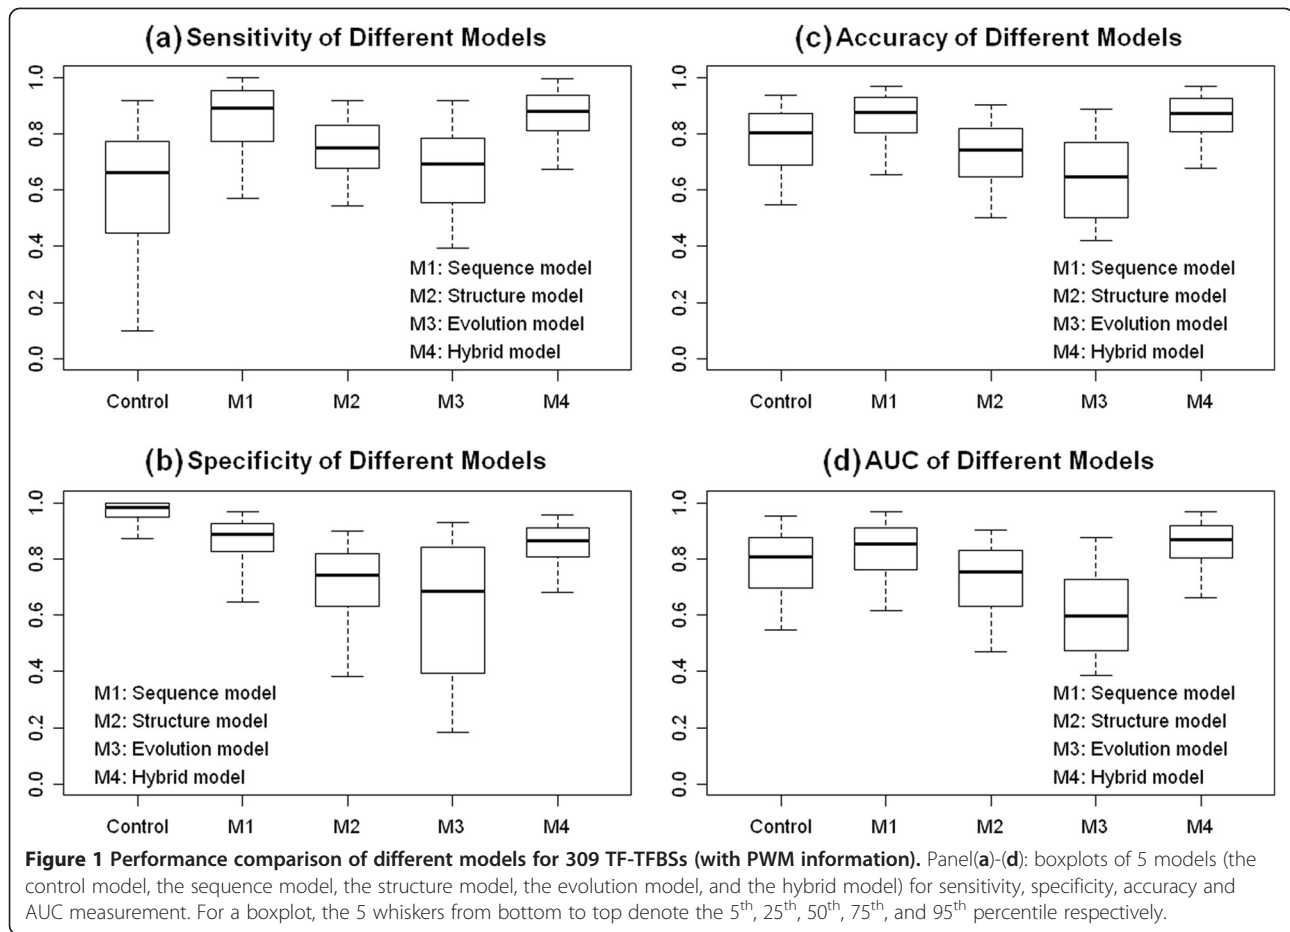 (a) Sensitivity of Different Models
1.0
0.8
0.6
0.4
0.2
0.0
M1: Sequence model
M2: Structure model
M3: Evolution model
M4: Hybrid model
Control M1 M2 M3 M4
(c) Accuracy of Different Models
1.0
0.8
0.6
0.4
0.2
0.0
M1: Sequence model
M2: Structure model
M3: Evolution model
M4: Hybrid model
Control M1 M2 M3 M4
(b) Specificity of Different Models
1.0
0.8
0.6
0.4
0.2
0.0
M1: Sequence model
M2: Structure model
M3: Evolution model
M4: Hybrid model
Control M1 M2 M3 M4
(d) AUC of Different Models
1.0
0.8
0.6
0.4
0.2
0.0
M1: Sequence model
M2: Structure model
M3: Evolution model
M4: Hybrid model
Control M1 M2 M3 M4
Figure 1 Performance comparison of different models for 309 TF-TFBSs (with PWM information). Panel(a)-(d): boxplots of 5 models (the
control model, the sequence model, the structure model, the evolution model, and the hybrid model) for sensitivity, specificity, accuracy and
AUC measurement. For a boxplot, the 5 whiskers from bottom to top denote the 5th, 25th, 50th, 75th, and 95th percentile respectively.